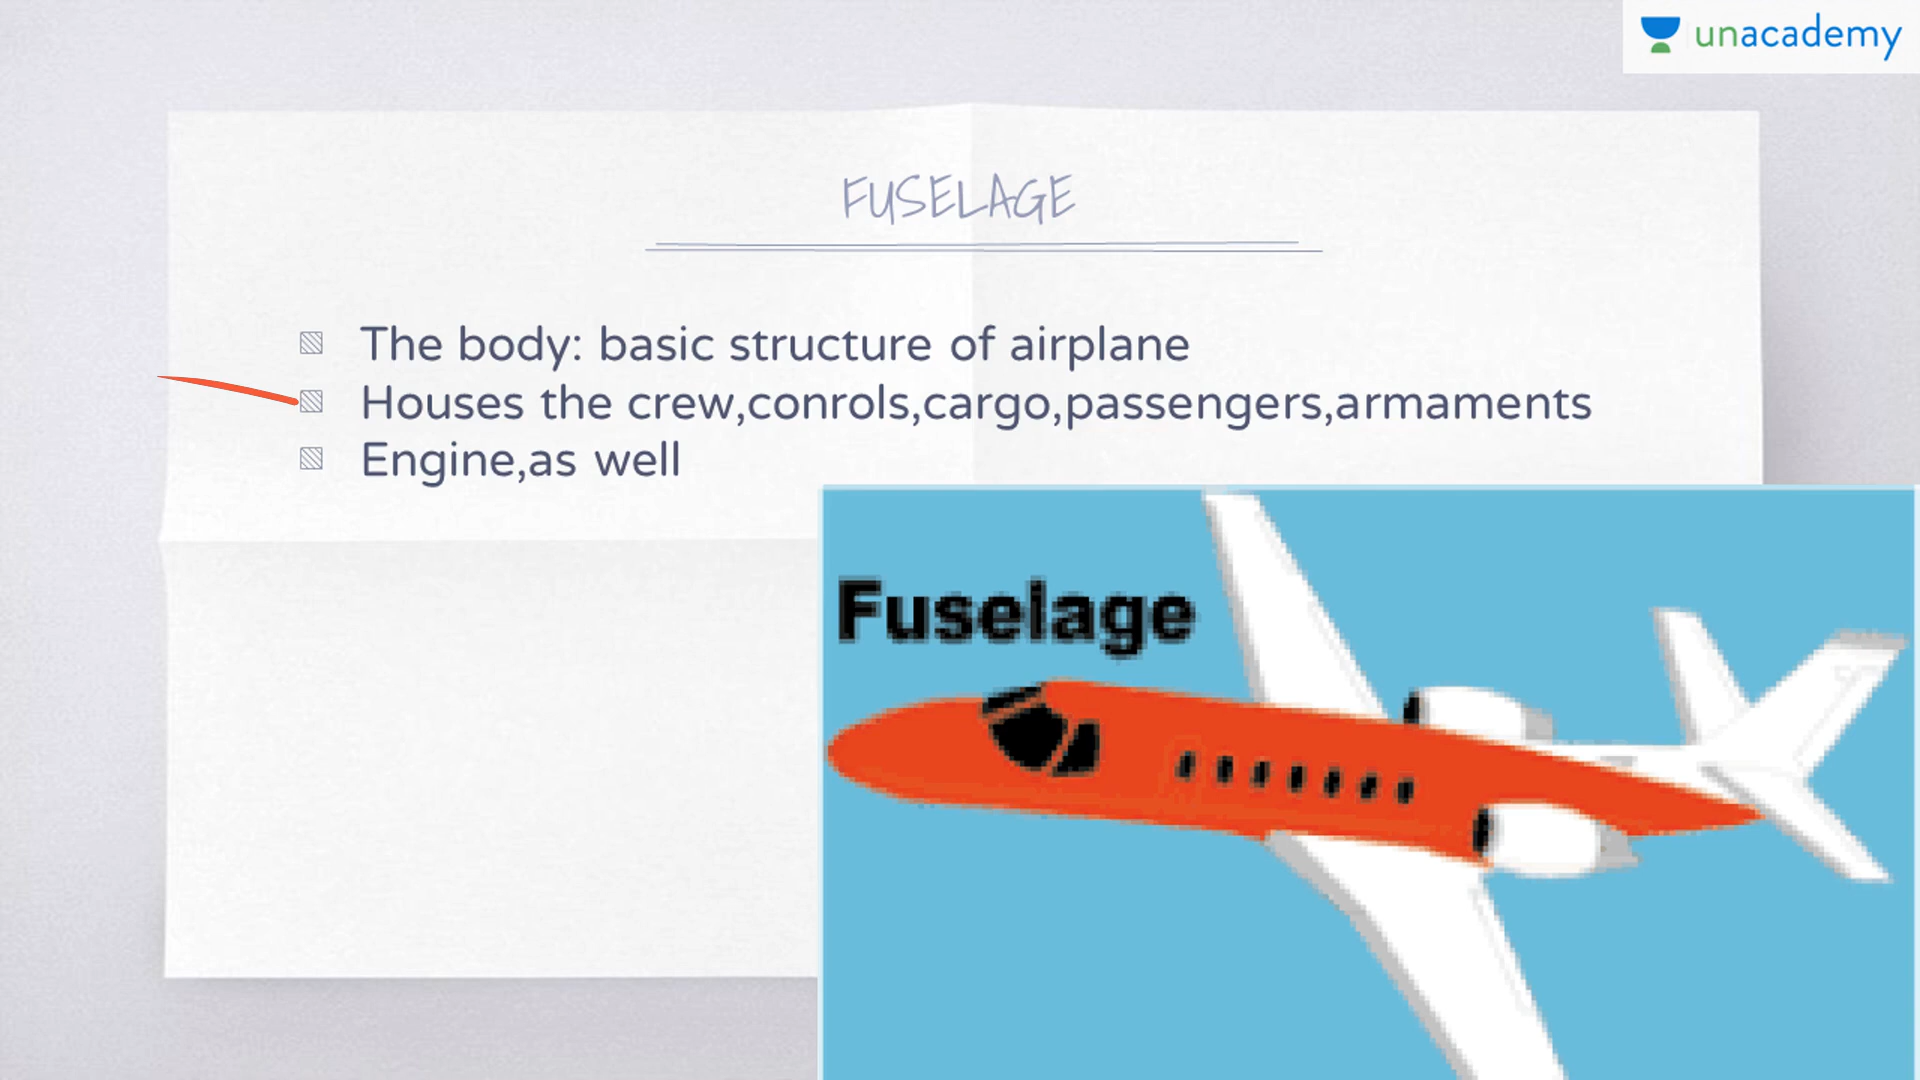 unacademy
FUSELAGE
The body: basic structure of airplane
Houses the crew,conrols,cargo,passengers,armaments
Engine,as well
Fuselage